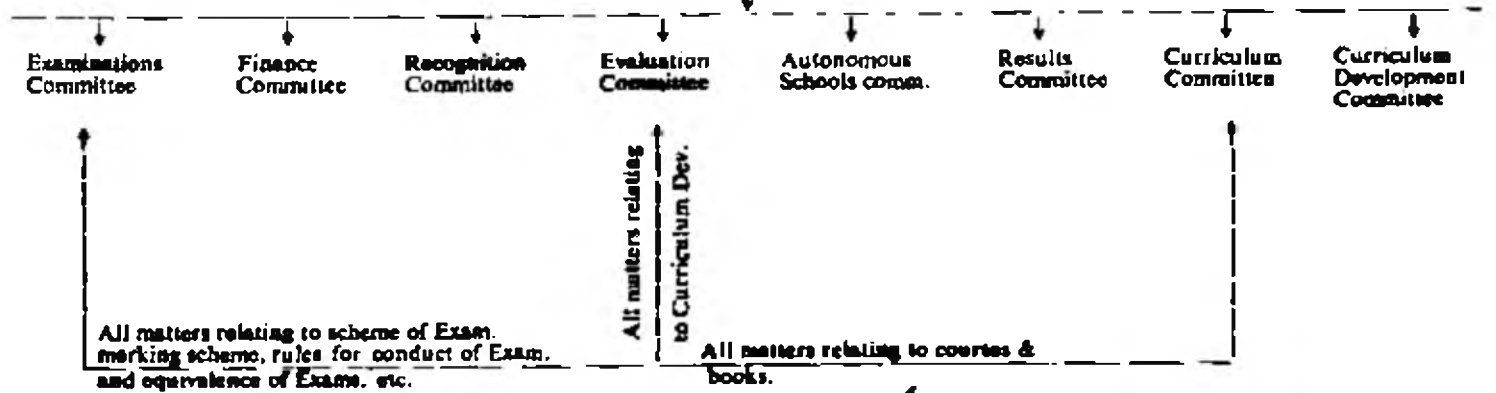 Examinations
Committee
Finance
Committee
Recognition
Committee
Evaluation
Committee
Autonomous
Schools comm.
Results
Committee
Curriculum
Committee
Curriculum
Development
Committee
All matters relating
to Curriculum Dev.
All matters relating to scheme of Exam.
marking scheme, rules for conduct of Exam.
and equivalence of Exams. etc.
All matters relating to courses &
books.